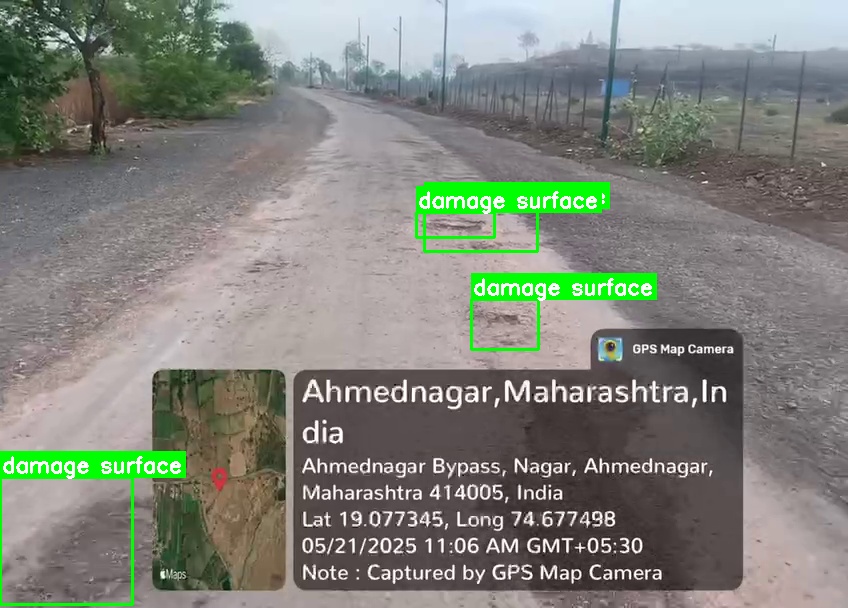 damage surface:
damage surface
GPS Map Camera
Ahmednagar,Maharashtra,In
dia
damage surface
Ahmednagar Bypass, Nagar, Ahmednagar,
Maharashtra 414005, India
Lat 19.077345, Long 74.677498
05/21/2025 11:06 AM GMT+05:30
Note : Captured by GPS Map Camera
Maps